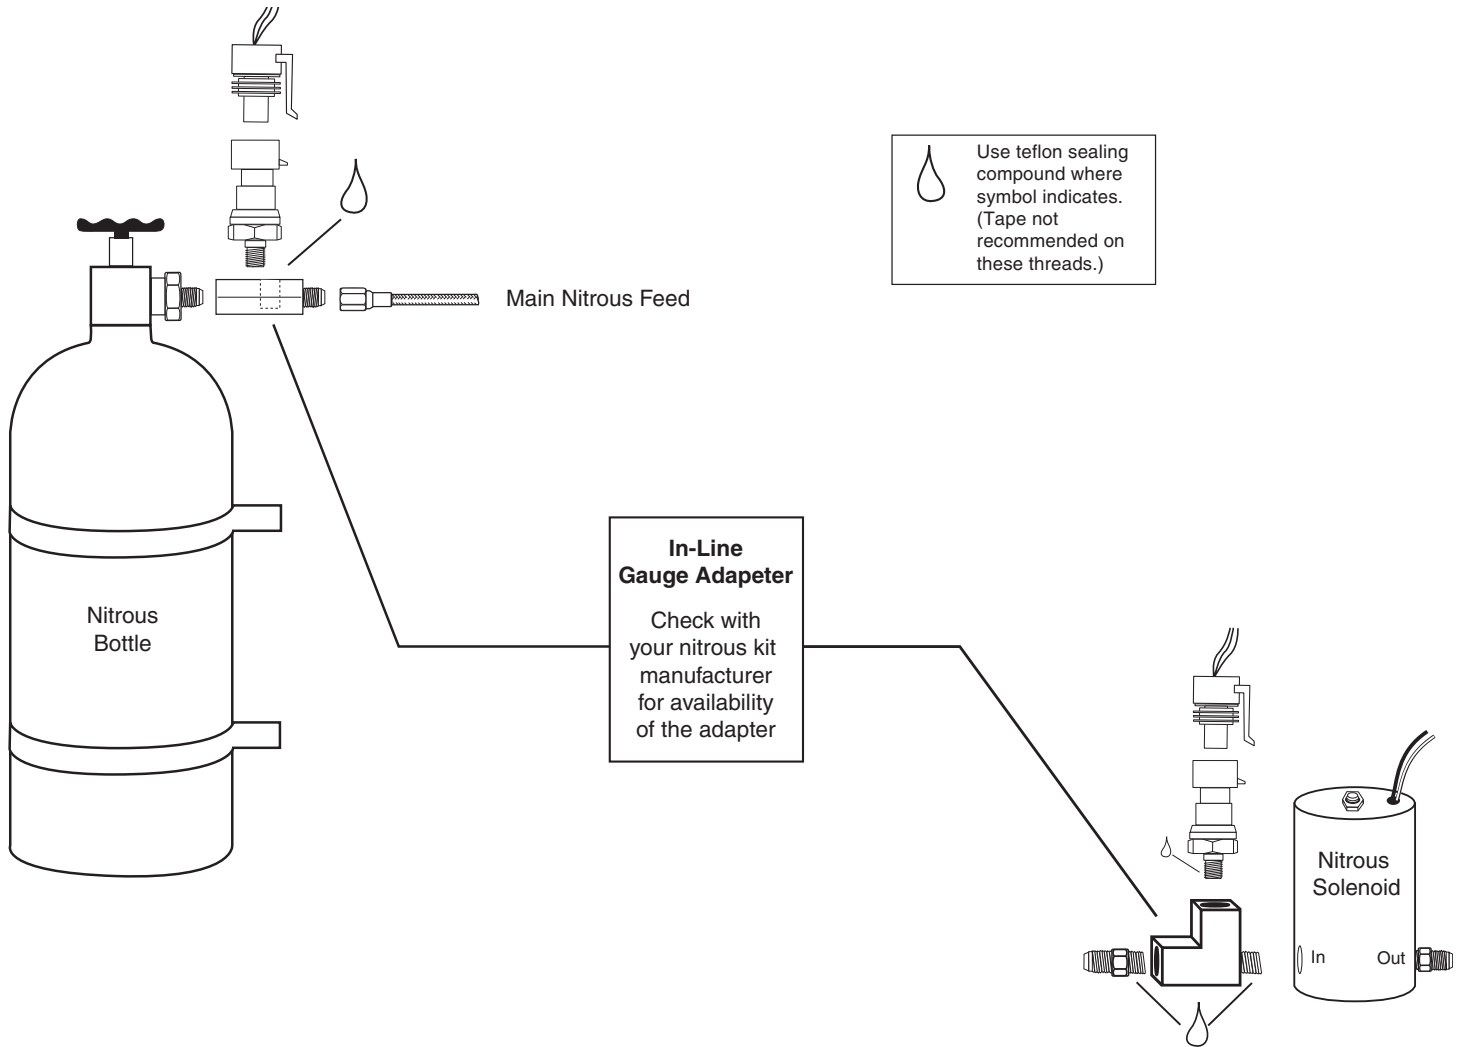 Use teflon sealing
compound where
symbol indicates.
(Tape not
recommended on
these threads.)
Main Nitrous Feed
In-Line
Gauge Adapeter
Check with
your nitrous kit
manufacturer
for availability
of the adapter
Nitrous
Bottle
Nitrous
Solenoid
In
Out